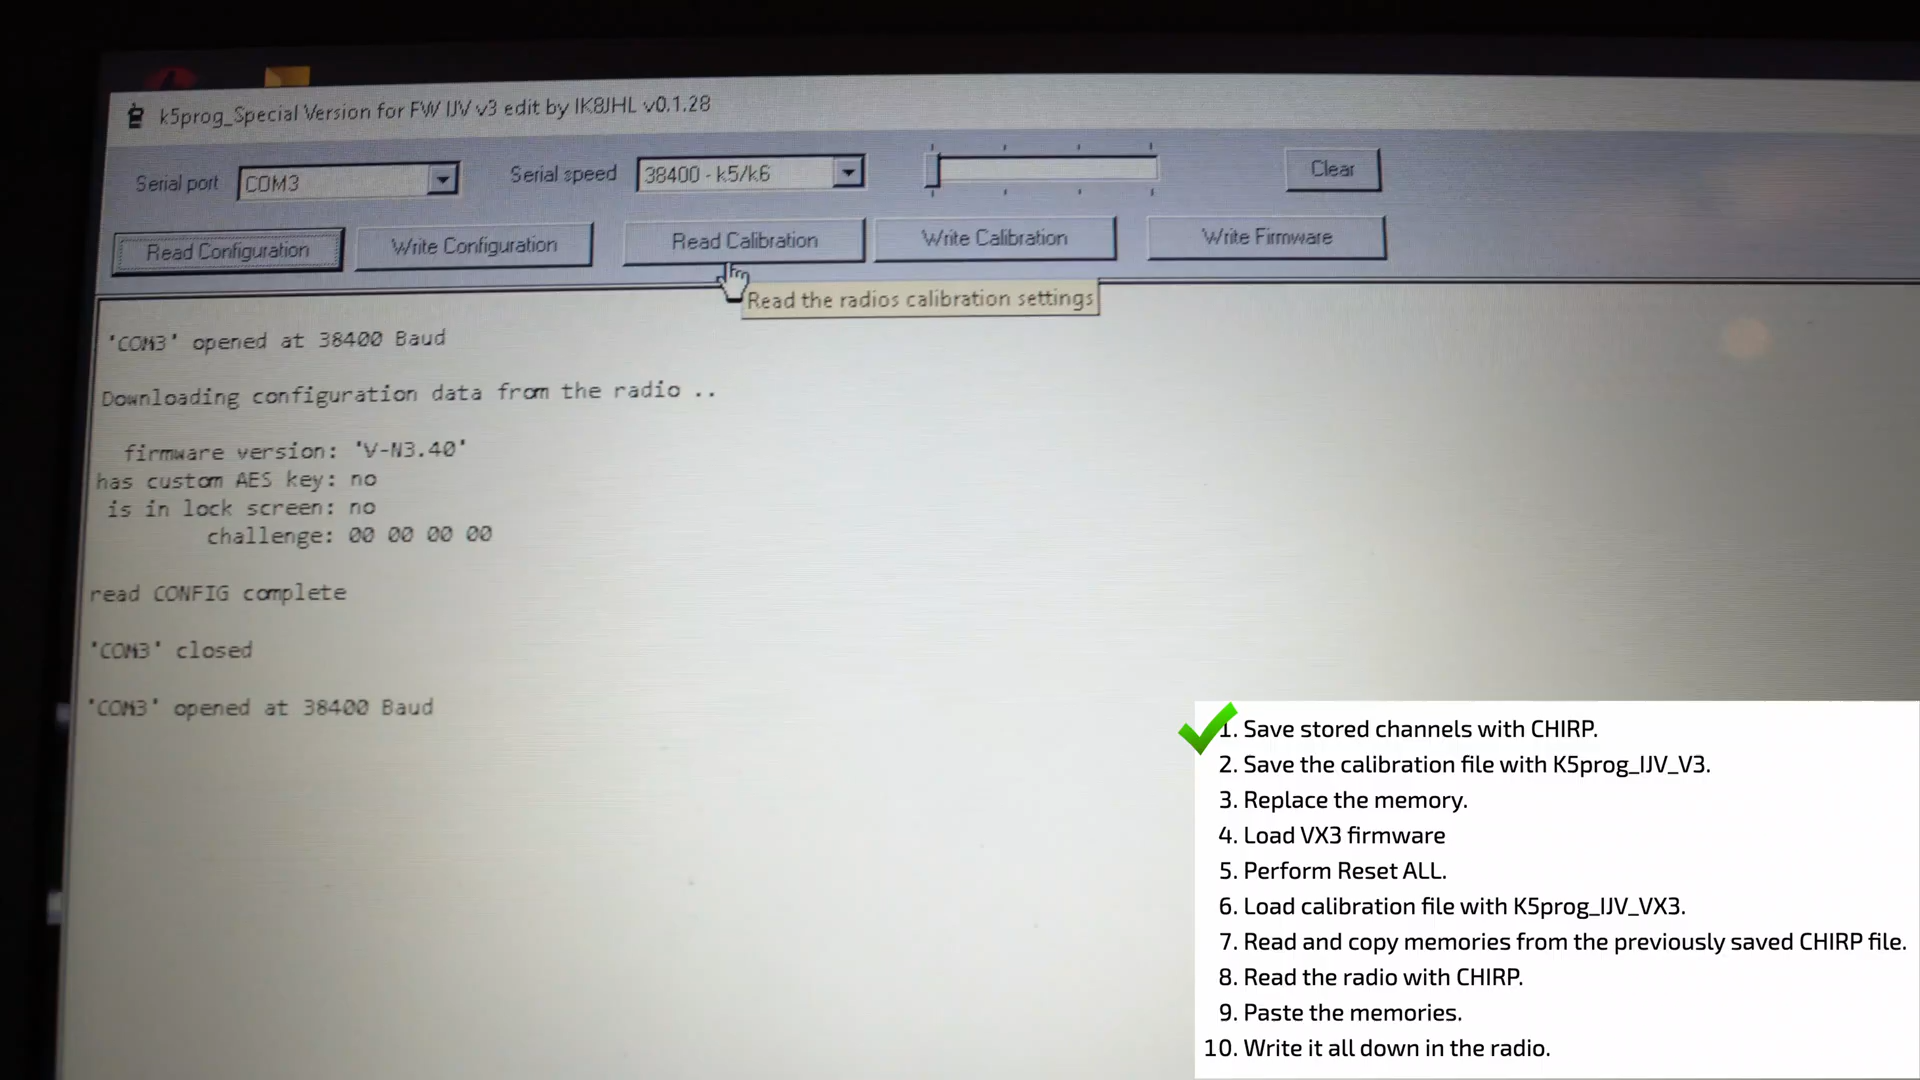 k5prog_Special Version for FW IJV v3 edit by IK8JHL v0.1.28
Serial port COM3 Serial speed 38400 - k5/k6 Clear
Read Configuration Write Configuration Read Calibration Write Calibration Write Firmware
Read the radios calibration settings
'COM3' opened at 38400 Baud
Downloading configuration data from the radio ..
firmware version: 'V-N3.40'
has custom AES key: no
is in lock screen: no
challenge: 00 00 00 00
read CONFIG complete
'COM3' closed
'COM3' opened at 38400 Baud
1. Save stored channels with CHIRP.
2. Save the calibration file with K5prog_IJV_V3.
3. Replace the memory.
4. Load VX3 firmware
5. Perform Reset ALL.
6. Load calibration file with K5prog_IJV_VX3.
7. Read and copy memories from the previously saved CHIRP file.
8. Read the radio with CHIRP.
9. Paste the memories.
10. Write it all down in the radio.